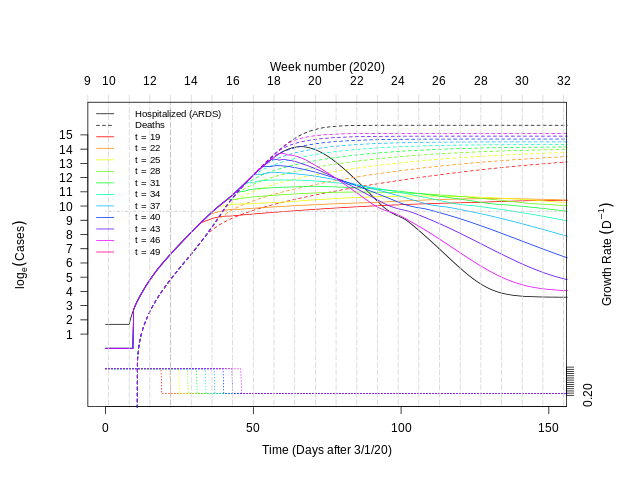 Week number (2020)
9 10 12 14 16 18 20 22 24 26 28 30 32
Hospitalized (ARDS)
Deaths
t = 19
t = 22
t = 25
t = 28
t = 31
t = 34
t = 37
t = 40
t = 43
t = 46
t = 49
15
14
13
12
11
10
9
8
7
6
5
4
3
2
1
logₑ(Cases)
Growth Rate (D⁻¹)
0.20
0 50 100 150
Time (Days after 3/1/20)